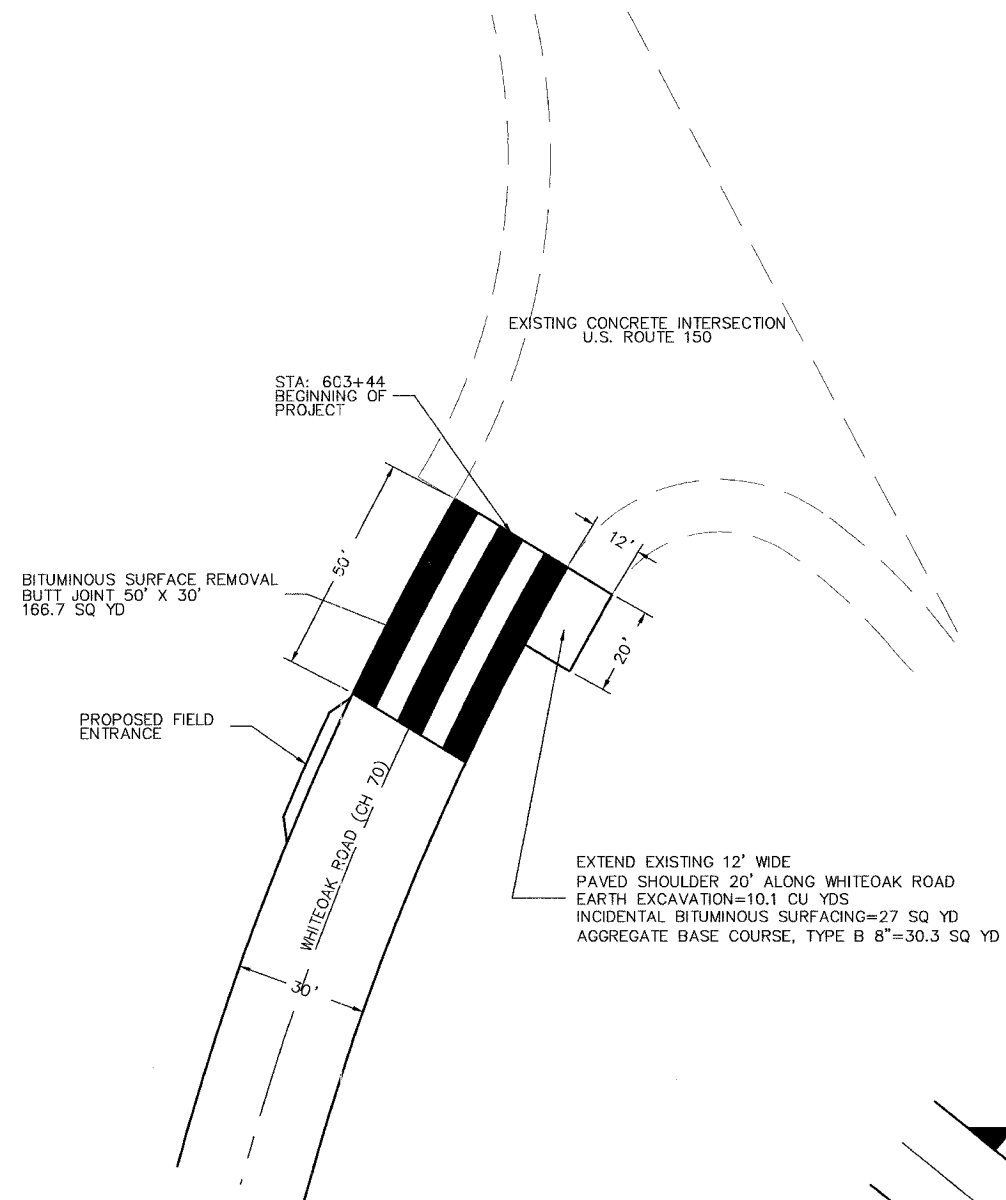 EXISTING CONCRETE INTERSECTION
U.S. ROUTE 150
STA: 603+44
BEGINNING OF
PROJECT
50'
12'
20'
BITUMINOUS SURFACE REMOVAL
BUTT JOINT 50' X 30'
166.7 SQ YD
PROPOSED FIELD
ENTRANCE
WHITEOAK ROAD (CH 70)
30'
EXTEND EXISTING 12' WIDE
PAVED SHOULDER 20' ALONG WHITEOAK ROAD
EARTH EXCAVATION=10.1 CU YDS
INCIDENTAL BITUMINOUS SURFACING=27 SQ YD
AGGREGATE BASE COURSE, TYPE B 8"=30.3 SQ YD